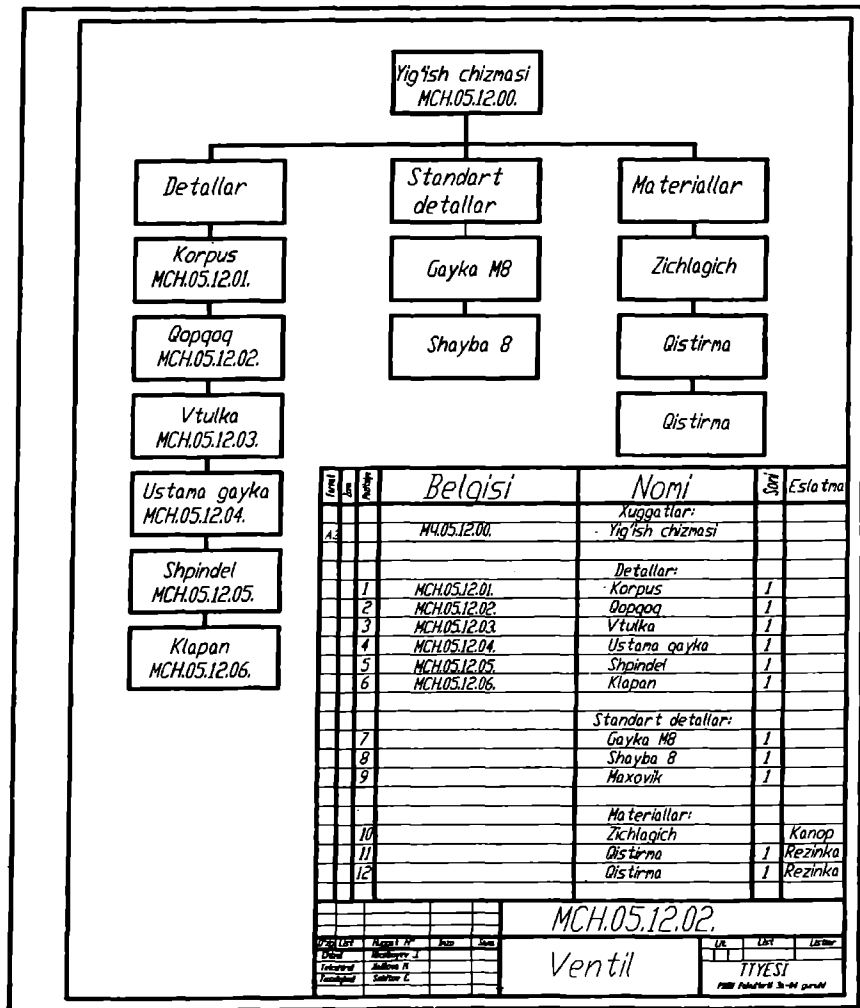 Yig'ish chizmasi
MCH.05.12.00.
Detallar
Standart
detallar
Materiallar
Korpus
MCH.05.12.01.
Gayka M8
Zichlagich
Qopqoq
MCH.05.12.02.
Shayba 8
Qistirma
Vtulka
MCH.05.12.03.
Qistirma
Ustama gayka
MCH.05.12.04.
Shpindel
MCH.05.12.05.
Klapan
MCH.05.12.06.
Belgisi Nomi Soni Eslatma
Xujjatlar:
A3 МЧ.05.12.00. Yig'ish chizmasi
Detallar:
1 MCH.05.12.01. Korpus 1
2 MCH.05.12.02. Qopqoq 1
3 MCH.05.12.03. Vtulka 1
4 MCH.05.12.04. Ustama gayka 1
5 MCH.05.12.05. Shpindel 1
6 MCH.05.12.06. Klapan 1
Standart detallar:
7 Gayka M8 1
8 Shayba 8 1
9 Maxovik 1
Materiallar:
10 Zichlagich Kanop
11 Qistirma 1 Rezinka
12 Qistirma 1 Rezinka
MCH.05.12.02.
Ventil
TTYESI